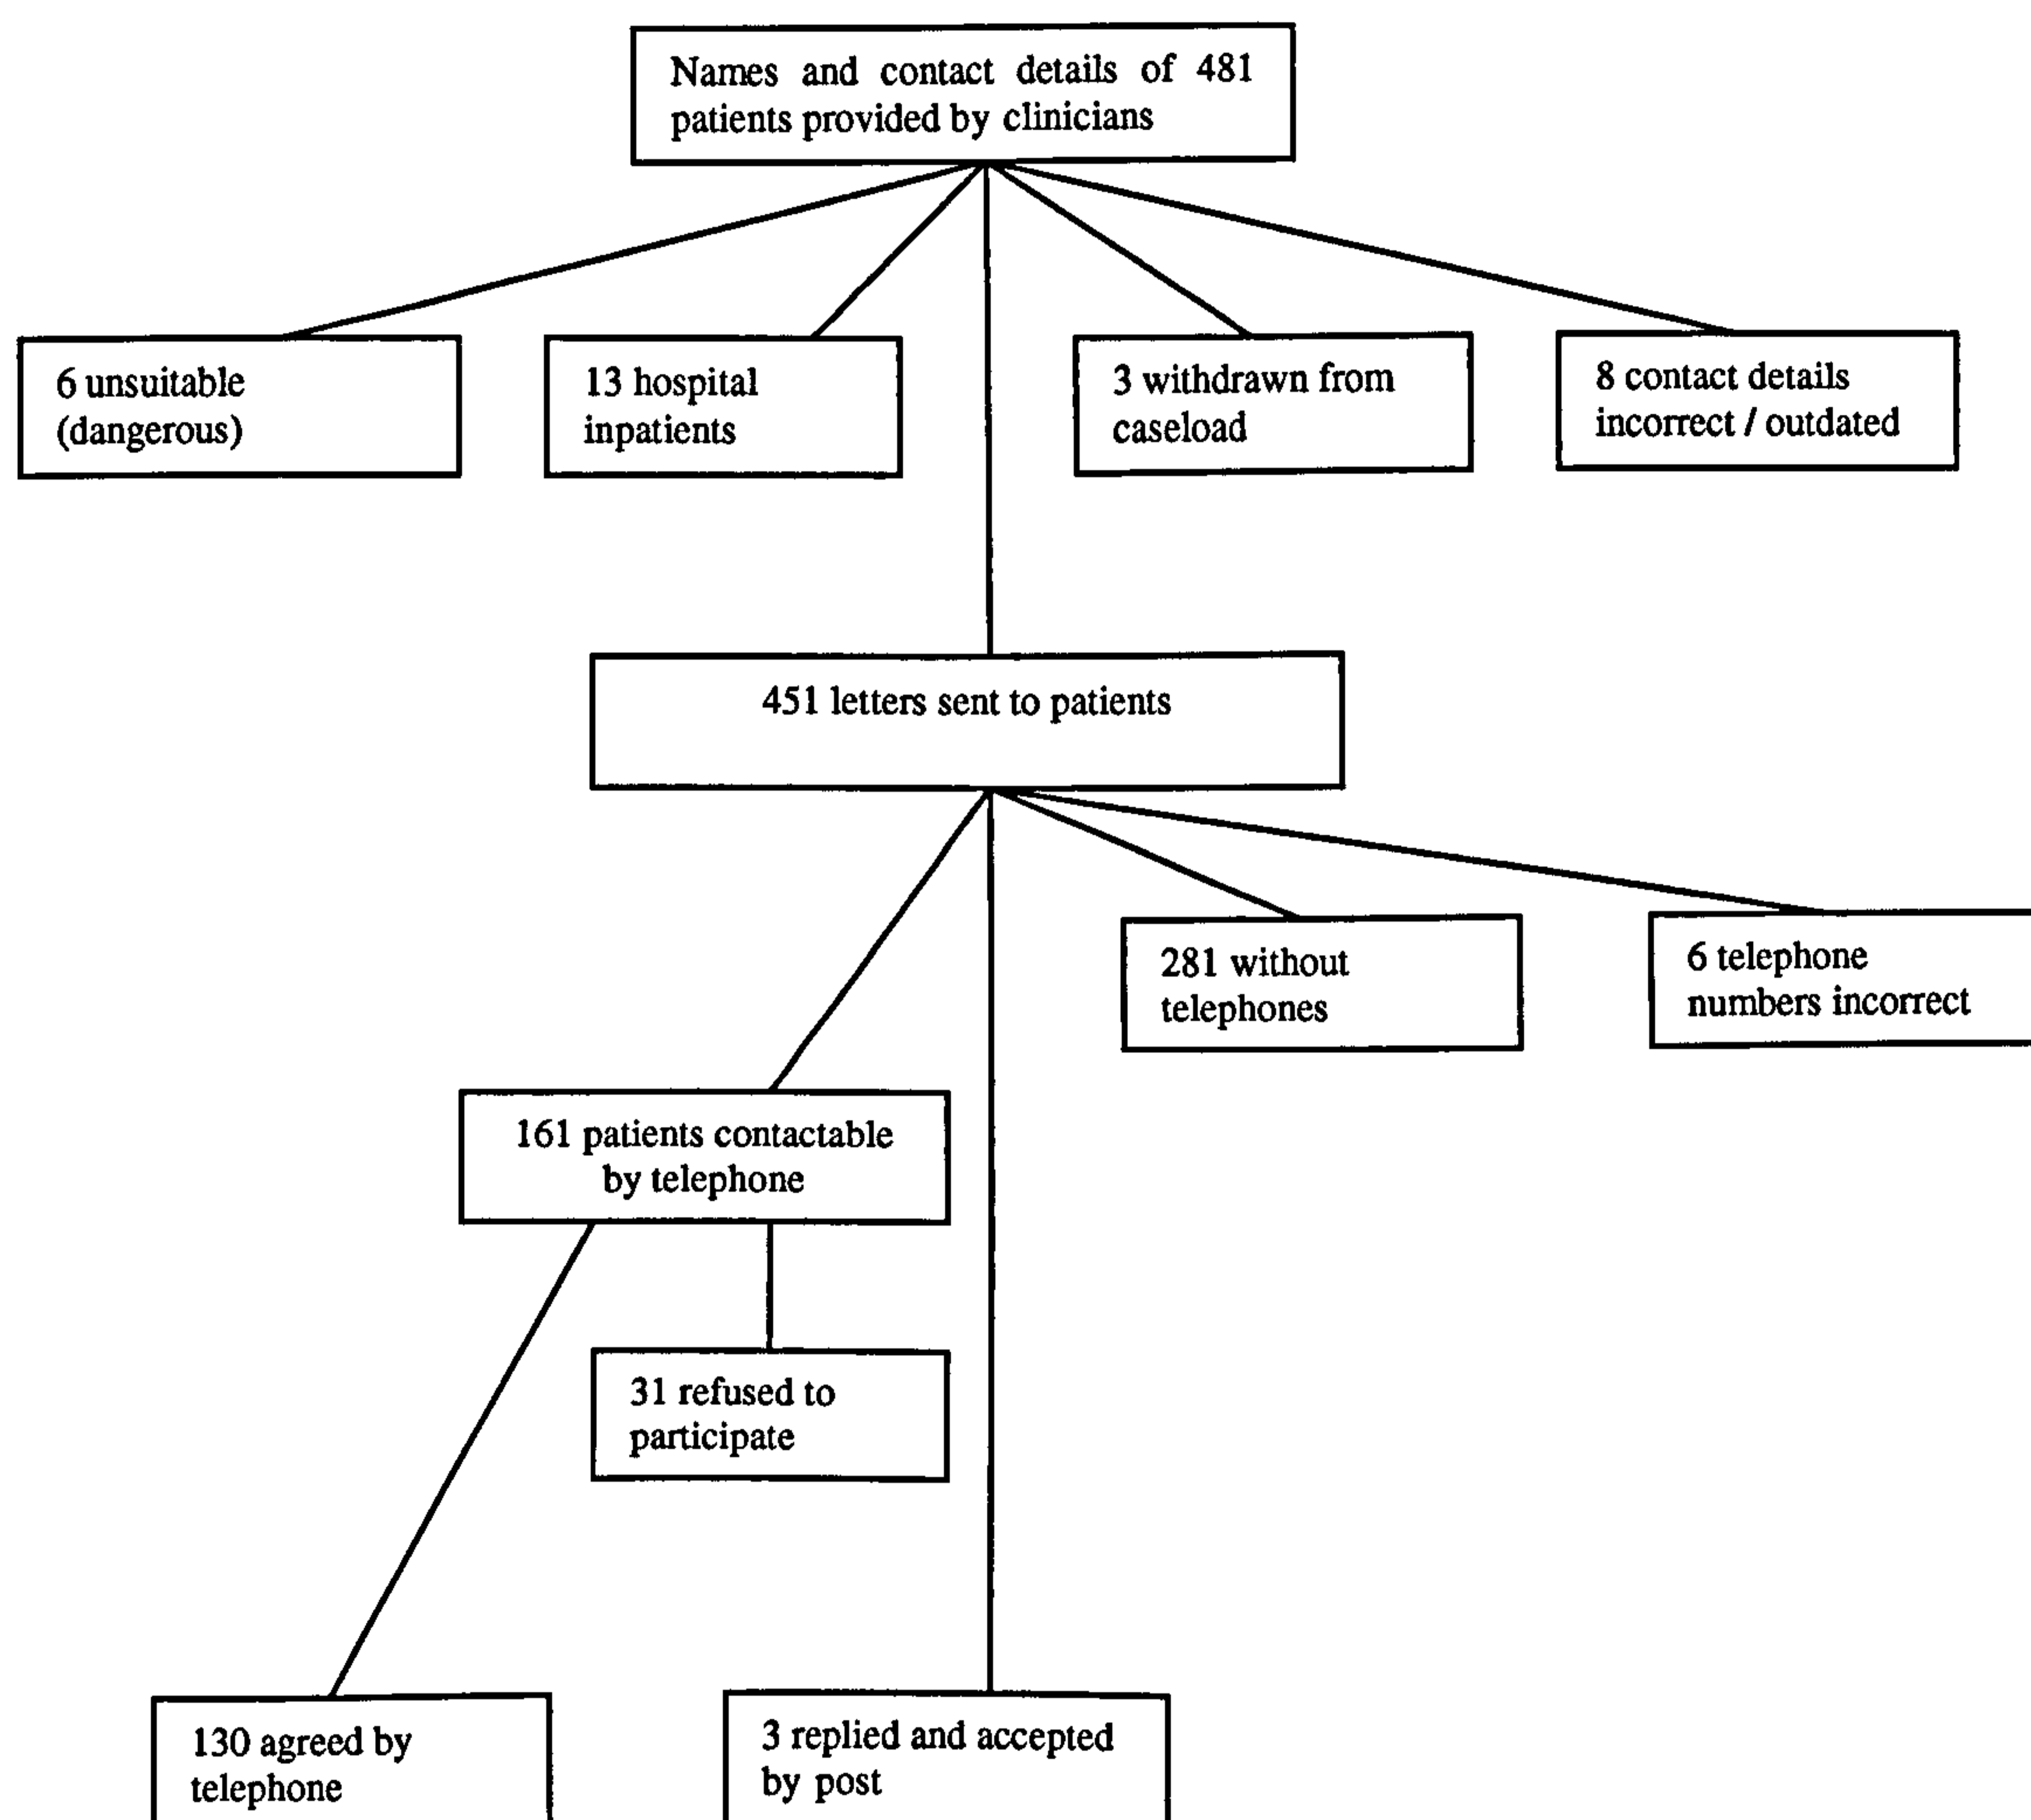 Names and contact details of 481
patients provided by clinicians
6 unsuitable
(dangerous)
13 hospital
inpatients
3 withdrawn from
caseload
8 contact details
incorrect / outdated
451 letters sent to patients
281 without
telephones
6 telephone
numbers incorrect
161 patients contactable
by telephone
31 refused to
participate
130 agreed by
telephone
3 replied and accepted
by post